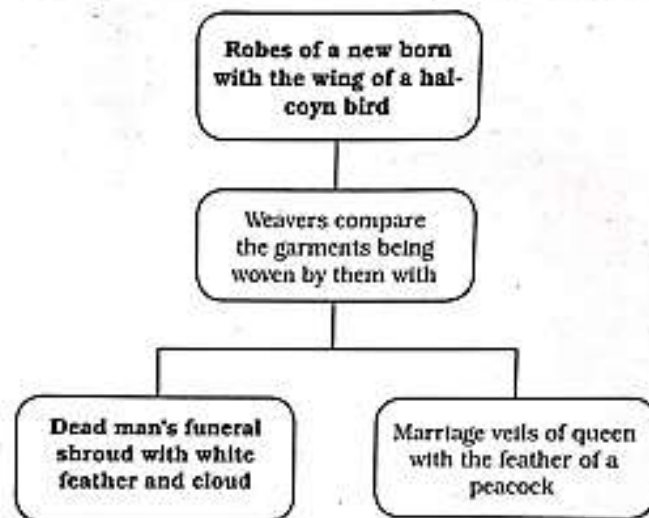 Robes of a new born
with the wing of a hal-
coyn bird
Weavers compare
the garments being
woven by them with
Dead man's funeral
shroud with white
feather and cloud
Marriage veils of queen
with the feather of a
peacock